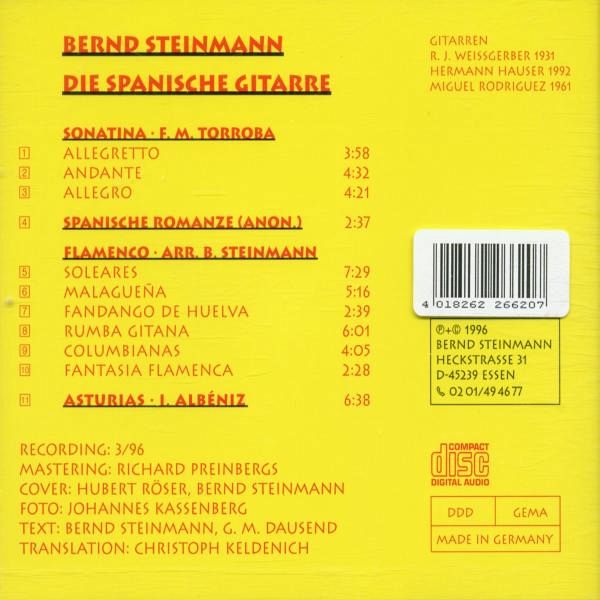 BERND STEINMANN
DIE SPANISCHE GITARRE
GITARREN
R. J. WEISSGERBER 1931
HERMANN HAUSER 1992
MIGUEL RODRIGUEZ 1961
SONATINA · F. M. TORROBA
1 ALLEGRETTO 3:58
2 ANDANTE 4:32
3 ALLEGRO 4:21
4 SPANISCHE ROMANZE (ANON.) 2:37
FLAMENCO · ARR. B. STEINMANN
5 SOLEARES 7:29
6 MALAGUEÑA 5:16
7 FANDANGO DE HUELVA 2:39
8 RUMBA GITANA 6:01
9 COLUMBIANAS 4:05
10 FANTASIA FLAMENCA 2:28
11 ASTURIAS · I. ALBÉNIZ 6:38
4 018262 266207
℗+© 1996
BERND STEINMANN
HECKSTRASSE 31
D-45239 ESSEN
02 01/49 46 77
RECORDING: 3/96
MASTERING: RICHARD PREINBERGS
COVER: HUBERT RÖSER, BERND STEINMANN
FOTO: JOHANNES KASSENBERG
TEXT: BERND STEINMANN, G. M. DAUSEND
TRANSLATION: CHRISTOPH KELDENICH
COMPACT
disc
DIGITAL AUDIO
DDD GEMA
MADE IN GERMANY